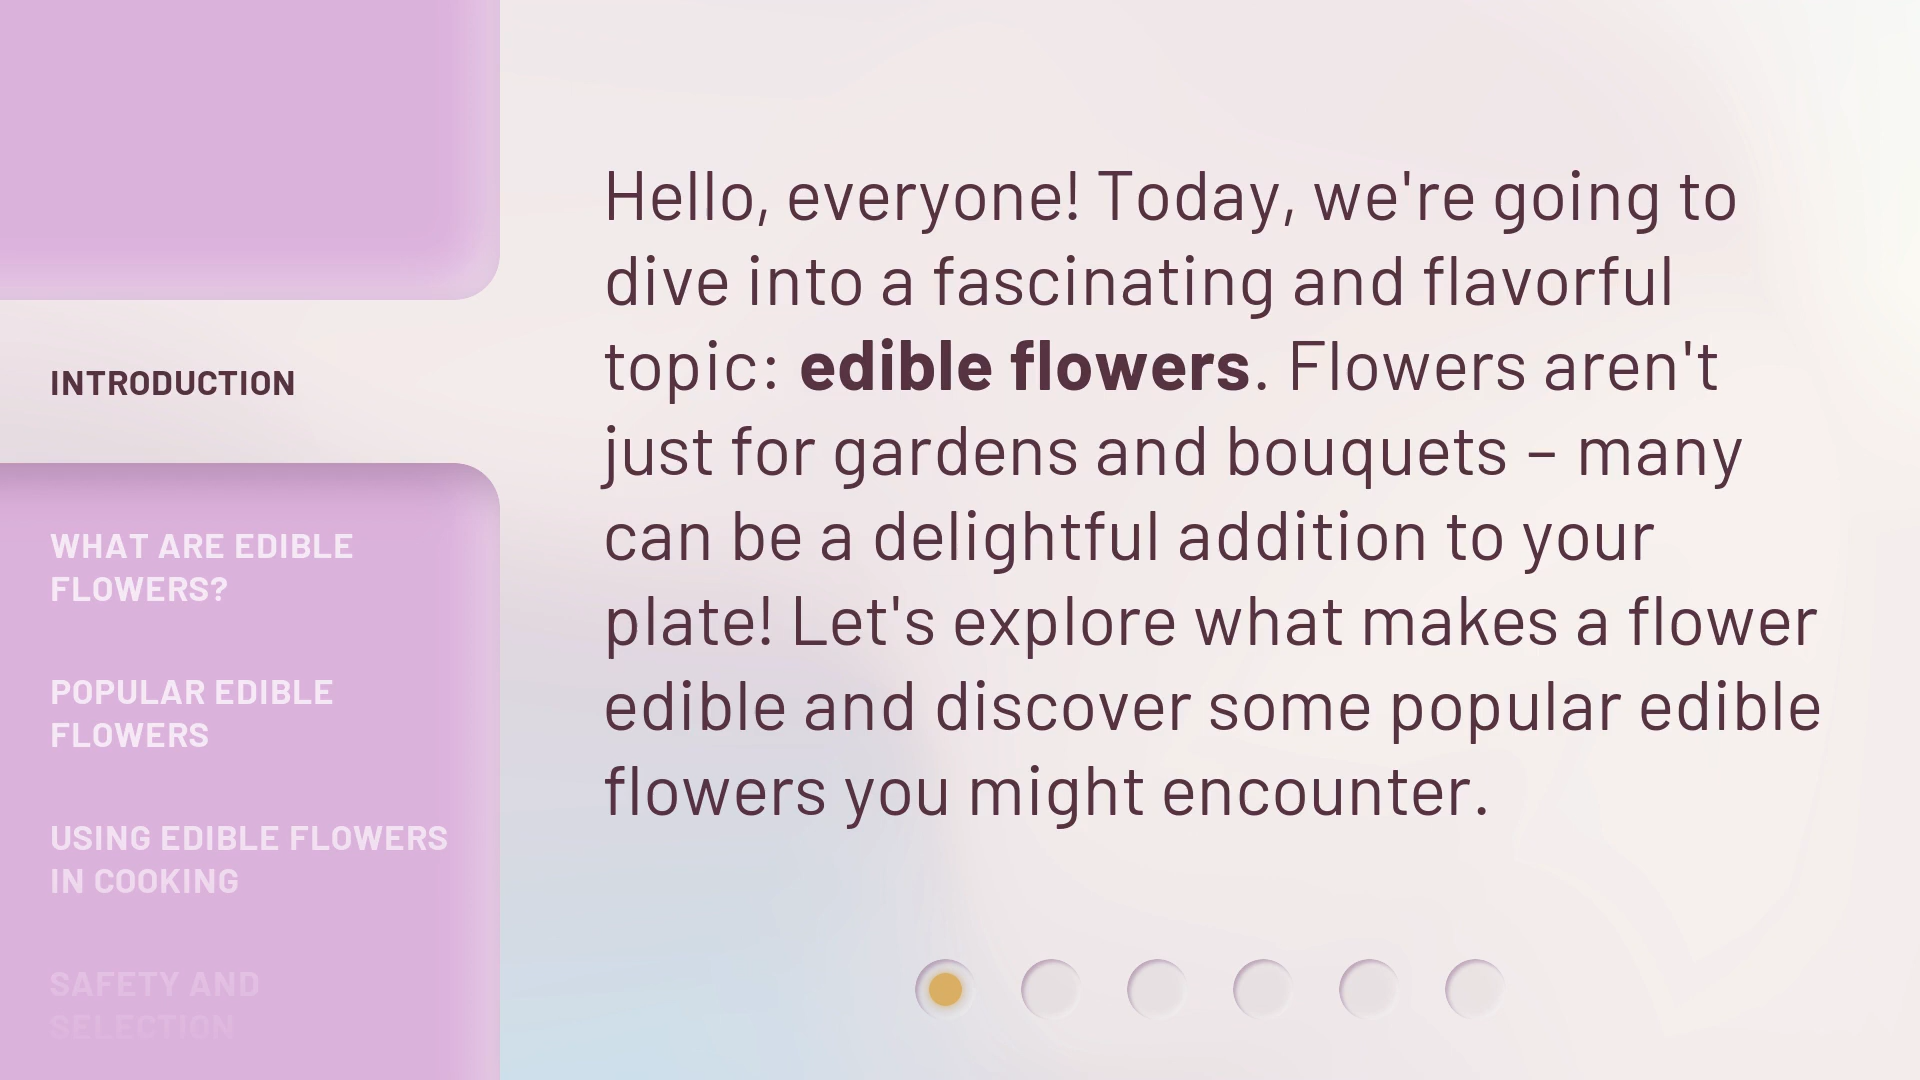 INTRODUCTION
WHAT ARE EDIBLE
FLOWERS?
POPULAR EDIBLE
FLOWERS
USING EDIBLE FLOWERS
IN COOKING
SAFETY AND
SELECTION
Hello, everyone! Today, we're going to
dive into a fascinating and flavorful
topic: edible flowers. Flowers aren't
just for gardens and bouquets – many
can be a delightful addition to your
plate! Let's explore what makes a flower
edible and discover some popular edible
flowers you might encounter.